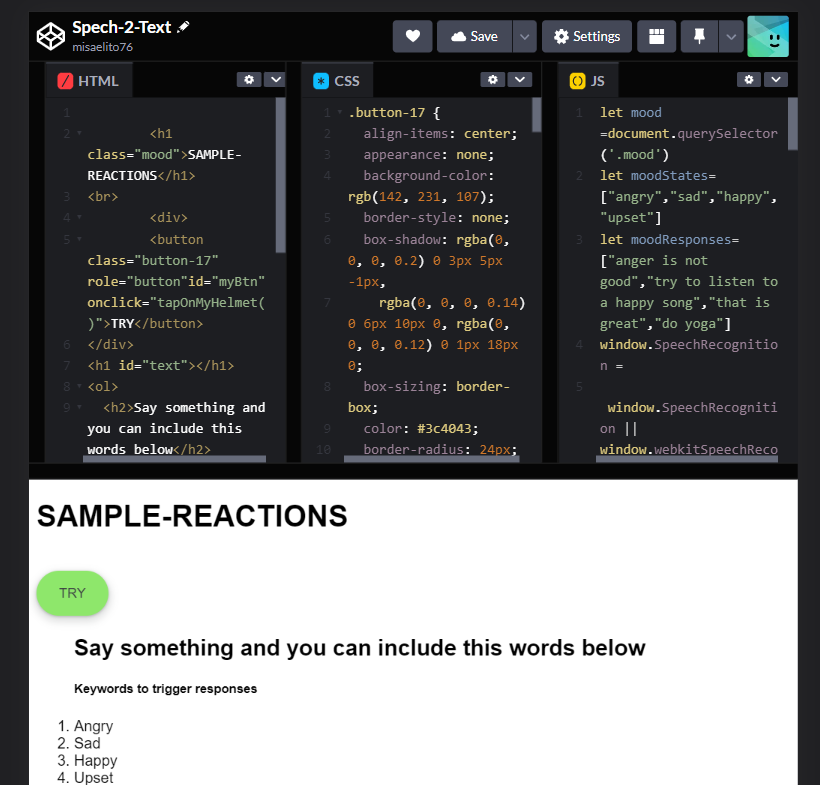 Spech-2-Text
misaelito76
Save
Settings
HTML
1
2 <h1
class="mood">SAMPLE-
REACTIONS</h1>
3 <br>
4 <div>
5 <button
class="button-17"
role="button"id="myBtn"
onclick="tapOnMyHelmet(
)">TRY</button>
6 </div>
7 <h1 id="text"></h1>
8 <ol>
9 <h2>Say something and
you can include this
words below</h2>
CSS
1 .button-17 {
2 align-items: center;
3 appearance: none;
4 background-color:
rgb(142, 231, 107);
5 border-style: none;
6 box-shadow: rgba(0,
0, 0, 0.2) 0 3px 5px
-1px,
7 rgba(0, 0, 0, 0.14)
0 6px 10px 0, rgba(0,
0, 0, 0.12) 0 1px 18px
0;
8 box-sizing: border-
box;
9 color: #3c4043;
10 border-radius: 24px;
JS
1 let mood
=document.querySelector
('.mood')
2 let moodStates=
["angry","sad","happy",
"upset"]
3 let moodResponses=
["anger is not
good","try to listen to
a happy song","that is
great","do yoga"]
4 window.SpeechRecognitio
n =
5
window.SpeechRecogniti
on ||
window.webkitSpeechReco
SAMPLE-REACTIONS
TRY
Say something and you can include this words below
Keywords to trigger responses
1. Angry
2. Sad
3. Happy
4. Upset